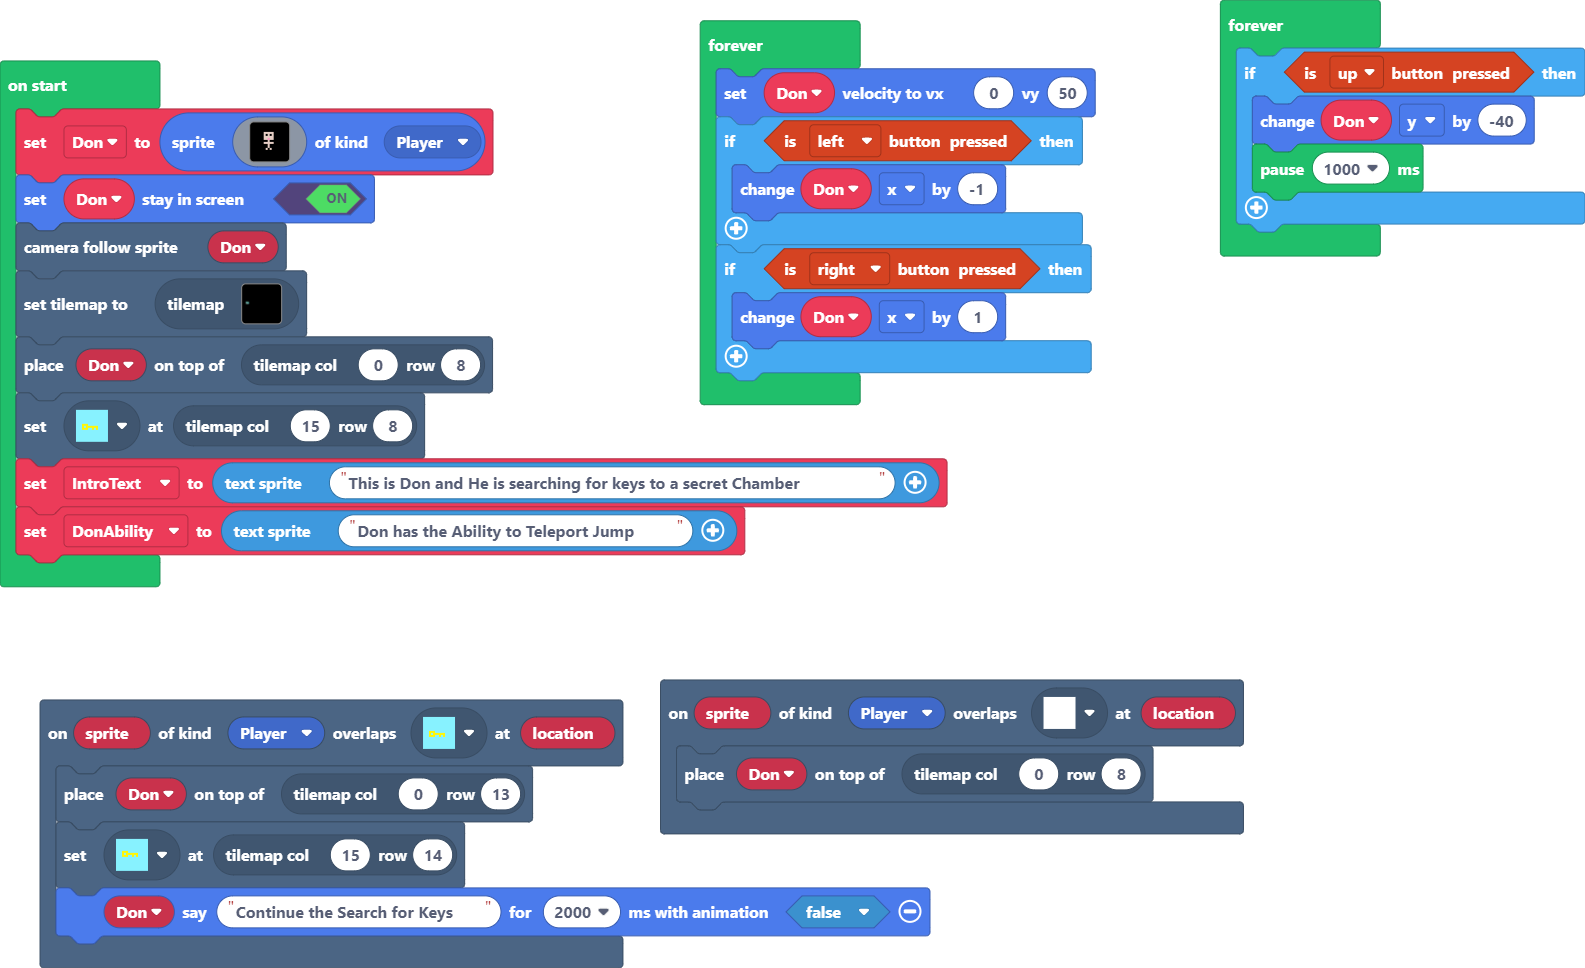 on start
set Don to sprite of kind Player
set Don stay in screen ON
camera follow sprite Don
set tilemap to tilemap
place Don on top of tilemap col 0 row 8
set at tilemap col 15 row 8
set IntroText to text sprite "This is Don and He is searching for keys to a secret Chamber"
set DonAbility to text sprite "Don has the Ability to Teleport Jump"
forever
set Don velocity to vx 0 vy 50
if is left button pressed then
change Don x by -1
if is right button pressed then
change Don x by 1
forever
if is up button pressed then
change Don y by -40
pause 1000 ms
on sprite of kind Player overlaps at location
place Don on top of tilemap col 0 row 13
set at tilemap col 15 row 14
Don say "Continue the Search for Keys" for 2000 ms with animation false
on sprite of kind Player overlaps at location
place Don on top of tilemap col 0 row 8